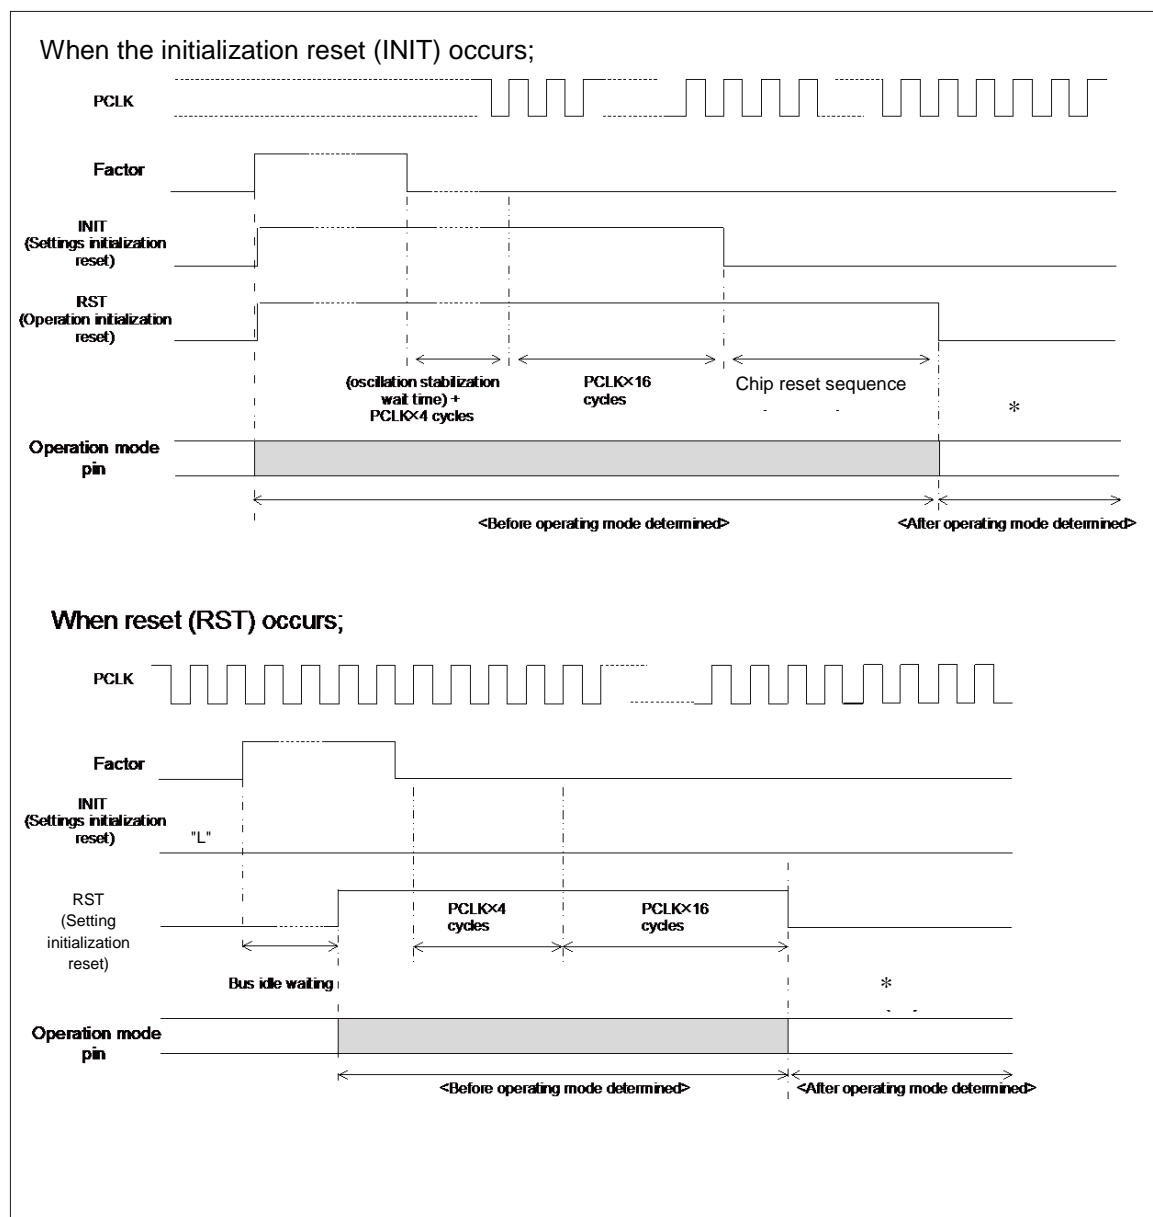 When the initialization reset (INIT) occurs;
PCLK
Factor
INIT
(Settings initialization
reset)
RST
(Operation initialization
reset)
(oscillation stabilization
wait time) +
PCLK×4 cycles
PCLK×16
cycles
Chip reset sequence
*
Operation mode
pin
<Before operating mode determined>
<After operating mode determined>
When reset (RST) occurs;
PCLK
Factor
INIT
(Settings initialization
reset)
"L"
RST
(Setting
initialization
reset)
PCLK×4
cycles
PCLK×16
cycles
Bus idle waiting
*
Operation mode
pin
<Before operating mode determined>
<After operating mode determined>